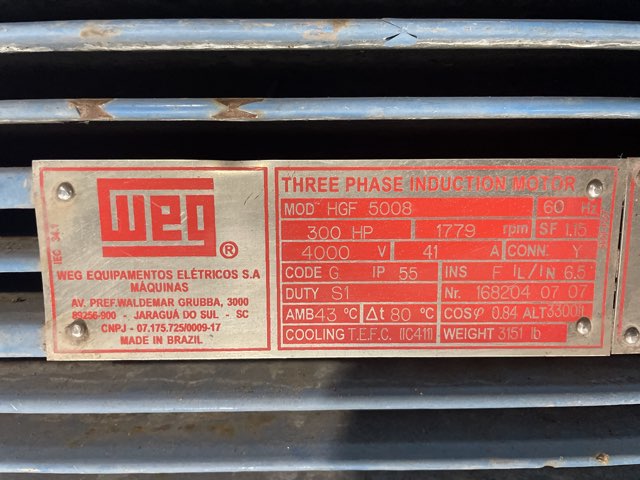 WEG®
WEG EQUIPAMENTOS ELÉTRICOS S.A
MÁQUINAS
AV. PREF.WALDEMAR GRUBBA, 3000
89256-900 - JARAGUÁ DO SUL - SC
CNPJ - 07.175.725/0009-17
MADE IN BRAZIL
THREE PHASE INDUCTION MOTOR
MOD HGF 5008 60 Hz
300 HP 1779 rpm SF 1.15
4000 V 41 A CONN. Y
CODE G IP 55 INS F IL/IN 6.5
DUTY S1 Nr. 168204 07 07
AMB 43 °C Δt 80 °C COSφ 0.84 ALT
COOLING T.E.F.C. (IC411) WEIGHT 3151 lb